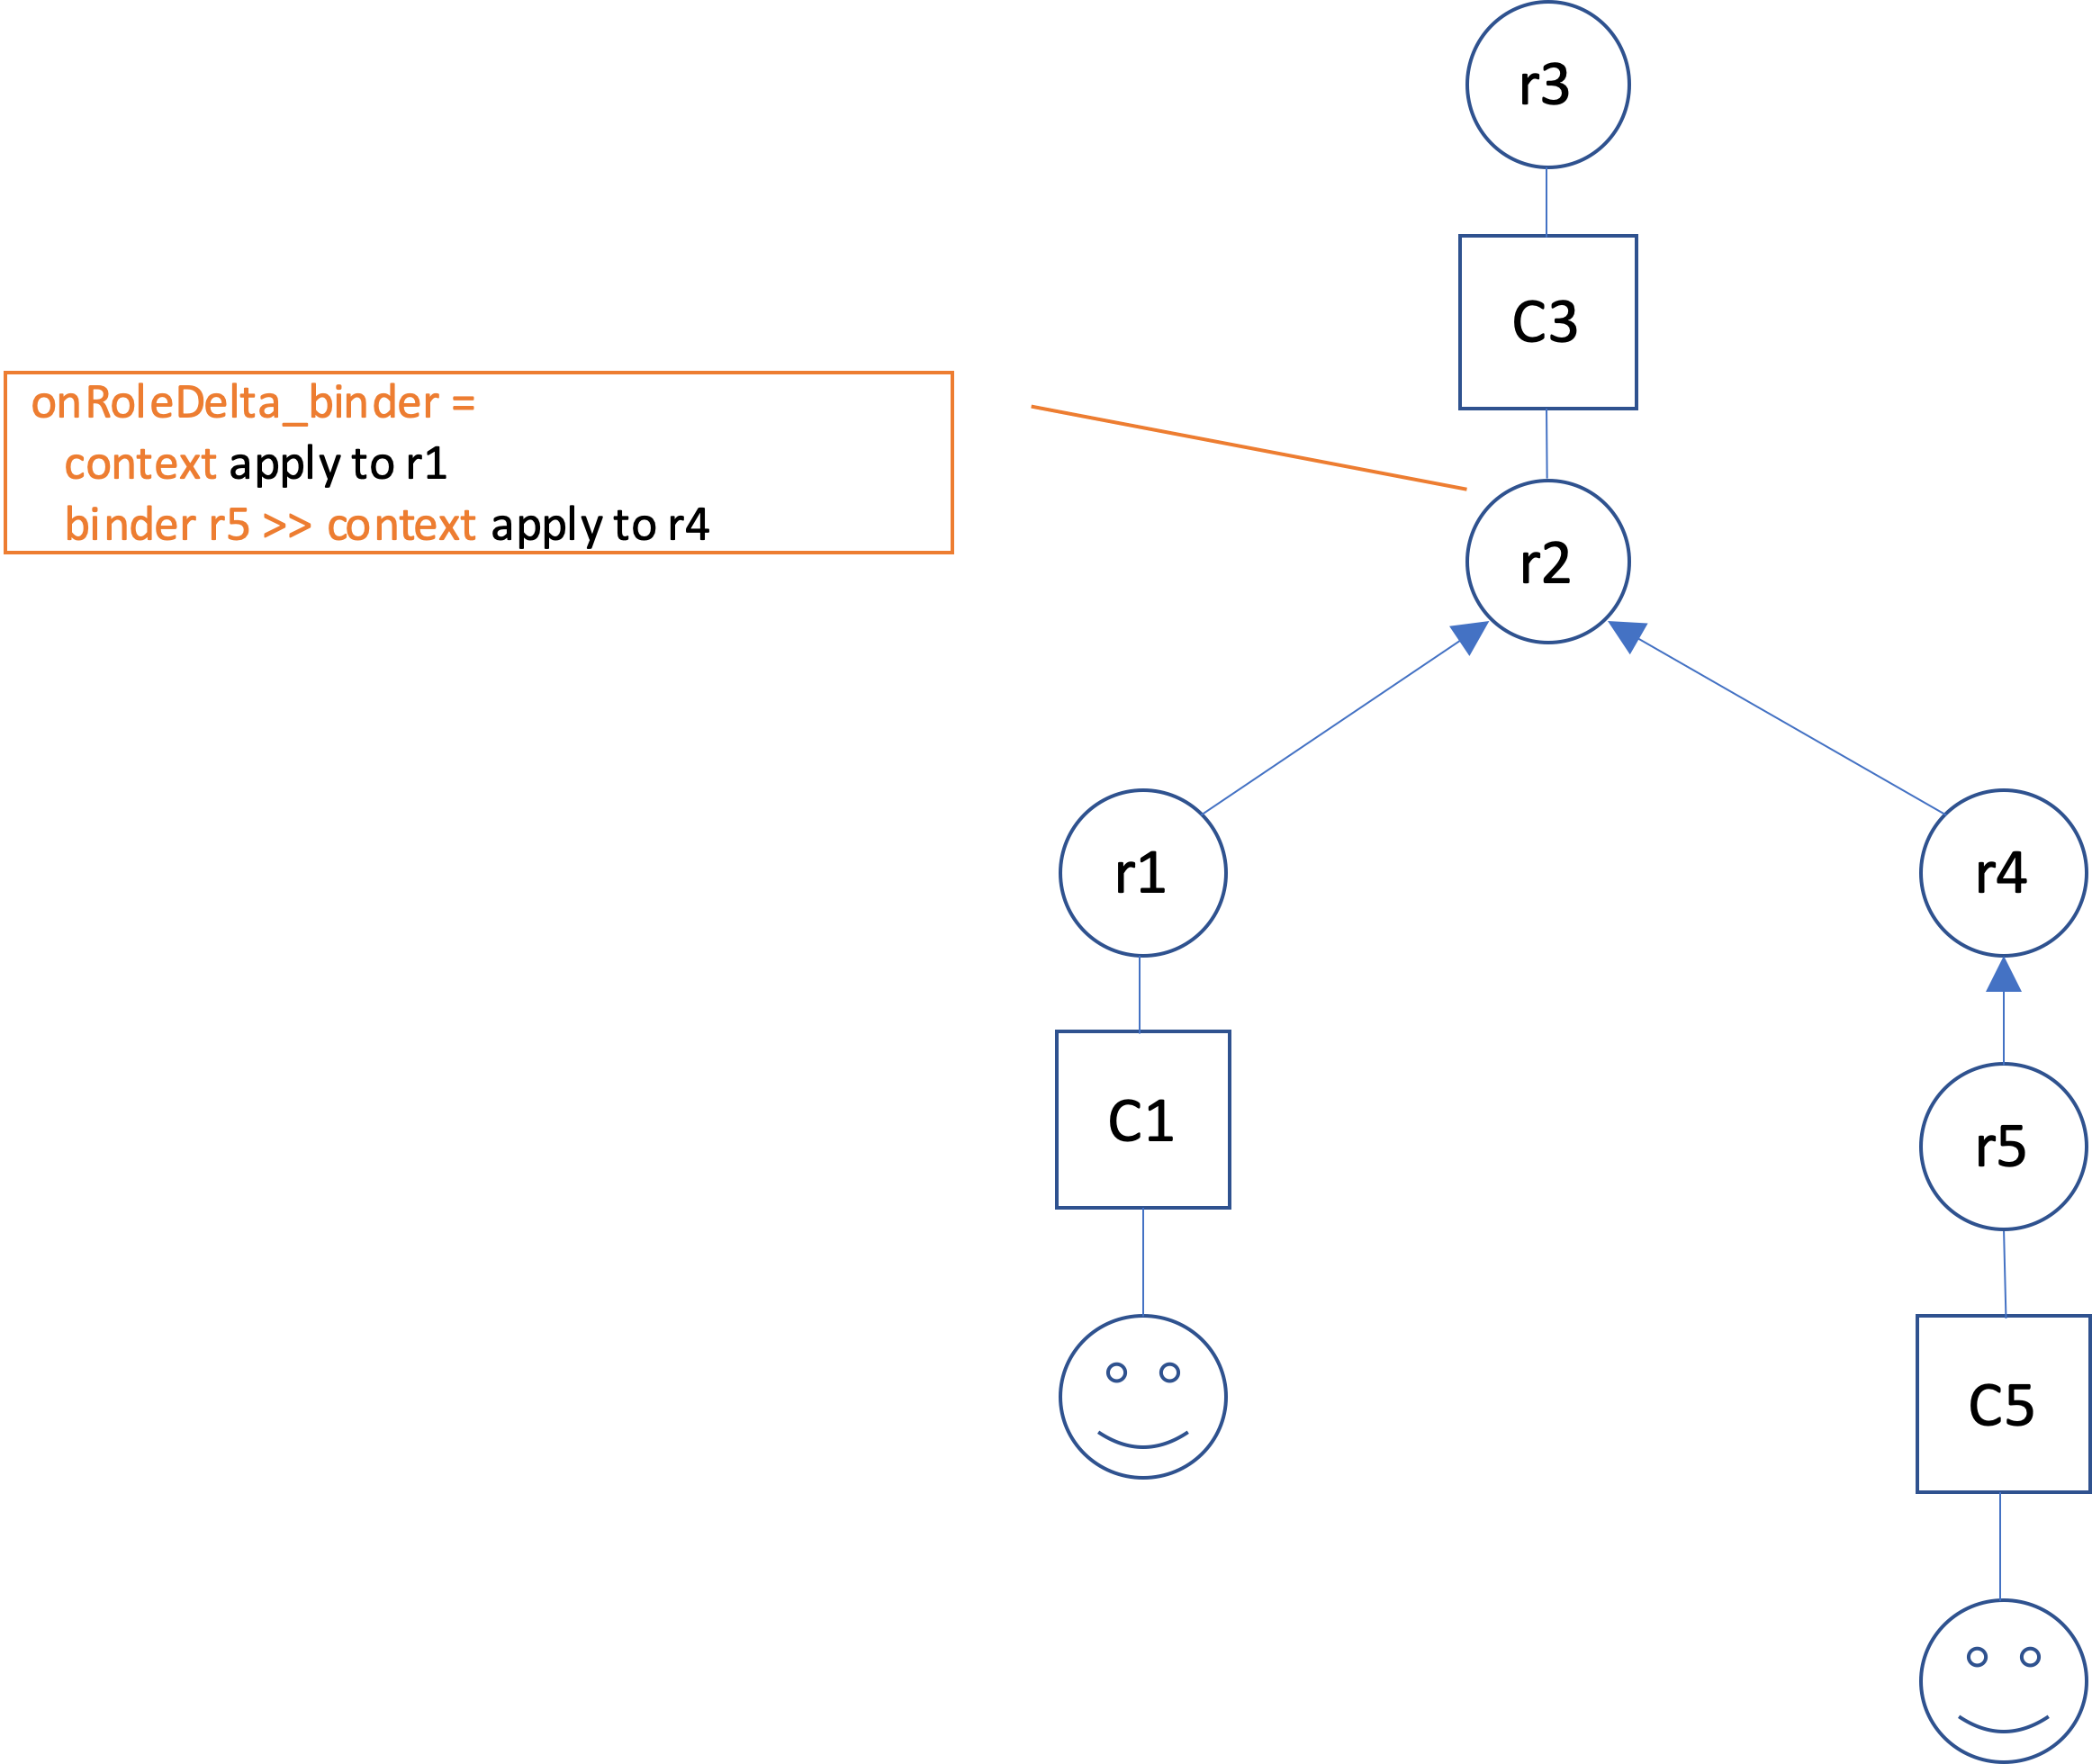 r3
C3
onRoleDelta_binder =
context apply to r1
binder r5 >> context apply to r4
r2
r1
r4
C1
r5
C5